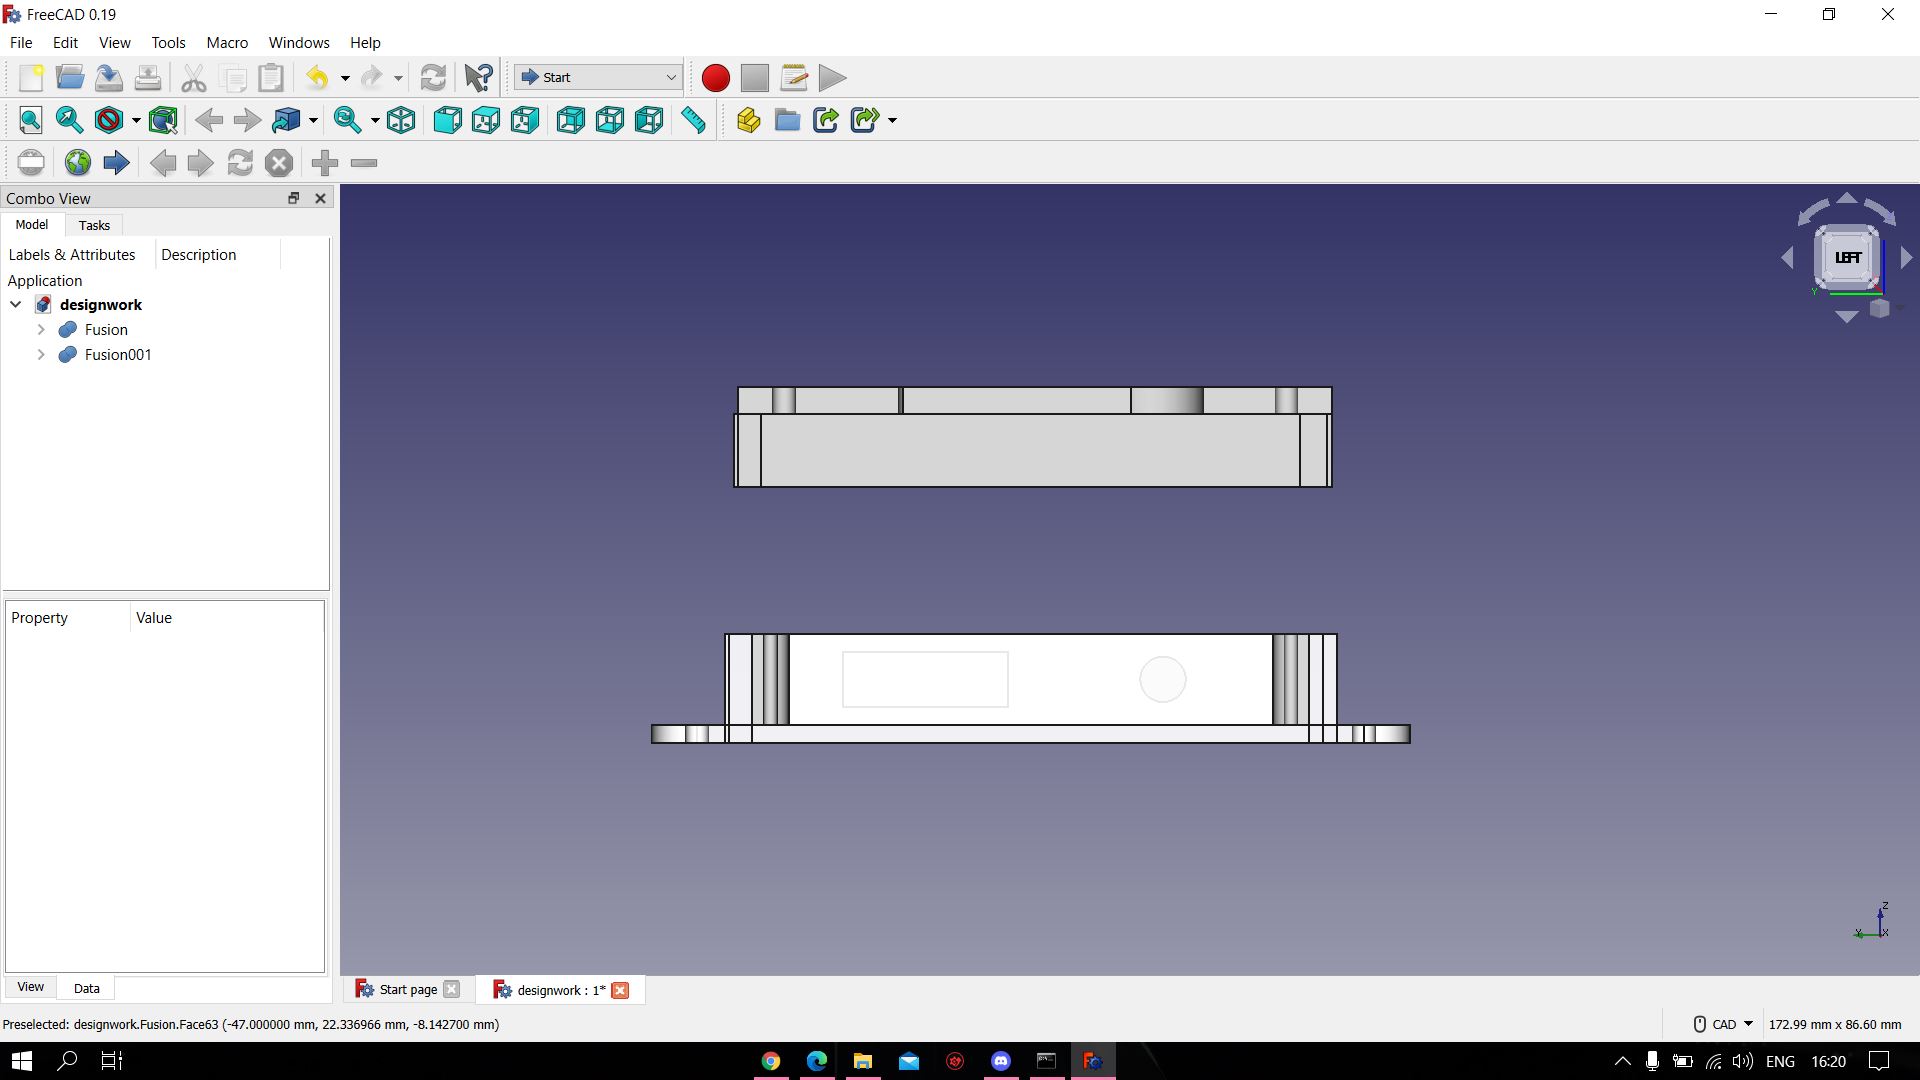 FreeCAD 0.19
File Edit View Tools Macro Windows Help
Start
Combo View
Model Tasks
Labels & Attributes Description
Application
designwork
Fusion
Fusion001
LEFT
Y
Property Value
Z
Y X
View Data
Start page designwork : 1*
Preselected: designwork.Fusion.Face63 (-47.000000 mm, 22.336966 mm, -8.142700 mm) CAD 172.99 mm x 86.60 mm
ENG 16:20